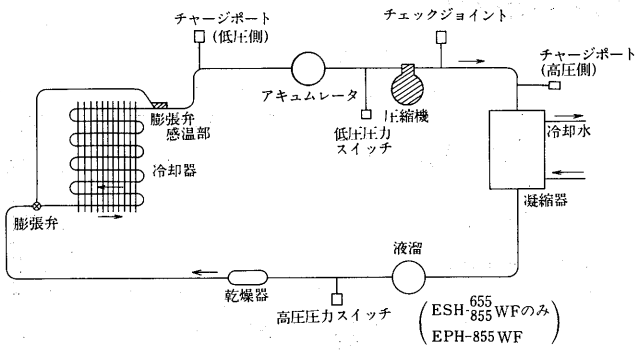 チャージポート
(低圧側)
チェックジョイント
チャージポート
(高圧側)
アキュムレータ
膨張弁
感温部
低圧圧力
スイッチ
圧縮機
冷却水
冷却器
凝縮器
膨張弁
液溜
乾燥器
高圧圧力スイッチ
(ESH-655/855WFのみ
EPH-855WF)